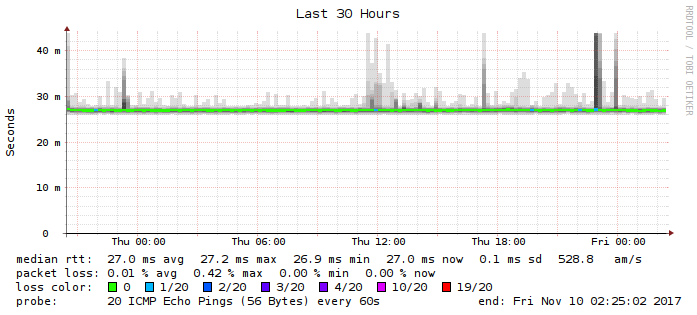 Last 30 Hours
RRDTOOL / TOBI OETIKER
Seconds
40 m
30 m
20 m
10 m
0
Thu 00:00 Thu 06:00 Thu 12:00 Thu 18:00 Fri 00:00
median rtt: 27.0 ms avg 27.2 ms max 26.9 ms min 27.0 ms now 0.1 ms sd 528.8 am/s
packet loss: 0.01 % avg 0.42 % max 0.00 % min 0.00 % now
loss color: 0 1/20 2/20 3/20 4/20 10/20 19/20
probe: 20 ICMP Echo Pings (56 Bytes) every 60s end: Fri Nov 10 02:25:02 2017